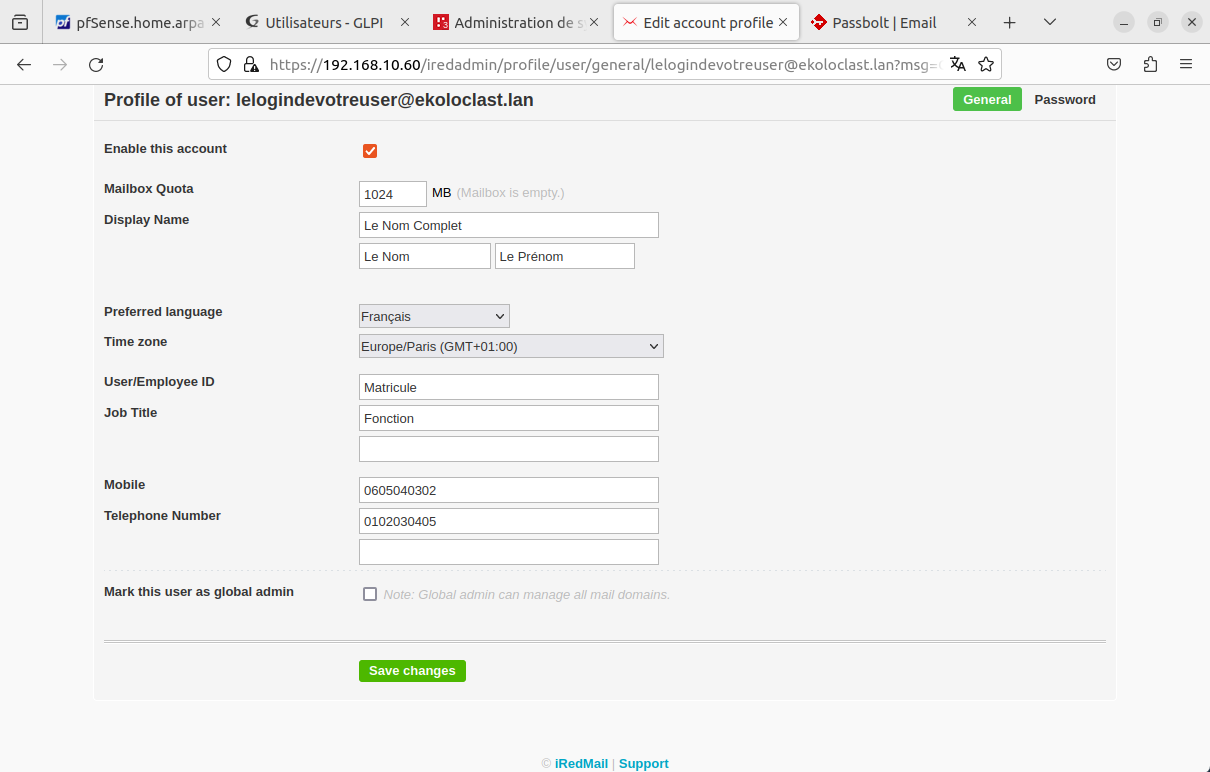 pfSense.home.arpa
Utilisateurs - GLPI
Adminstration de s
Edit account profile
Passbolt | Email
https://192.168.10.60/iredadmin/profile/user/general/lelogindevotreuser@ekoloclast.lan?msg=
Profile of user: lelogindevotreuser@ekoloclast.lan
General Password
Enable this account
Mailbox Quota 1024 MB (Mailbox is empty.)
Display Name Le Nom Complet
Le Nom Le Prénom
Preferred language Français
Time zone Europe/Paris (GMT+01:00)
User/Employee ID Matricule
Job Title Fonction
Mobile 0605040302
Telephone Number 0102030405
Mark this user as global admin Note: Global admin can manage all mail domains.
Save changes
© iRedMail | Support